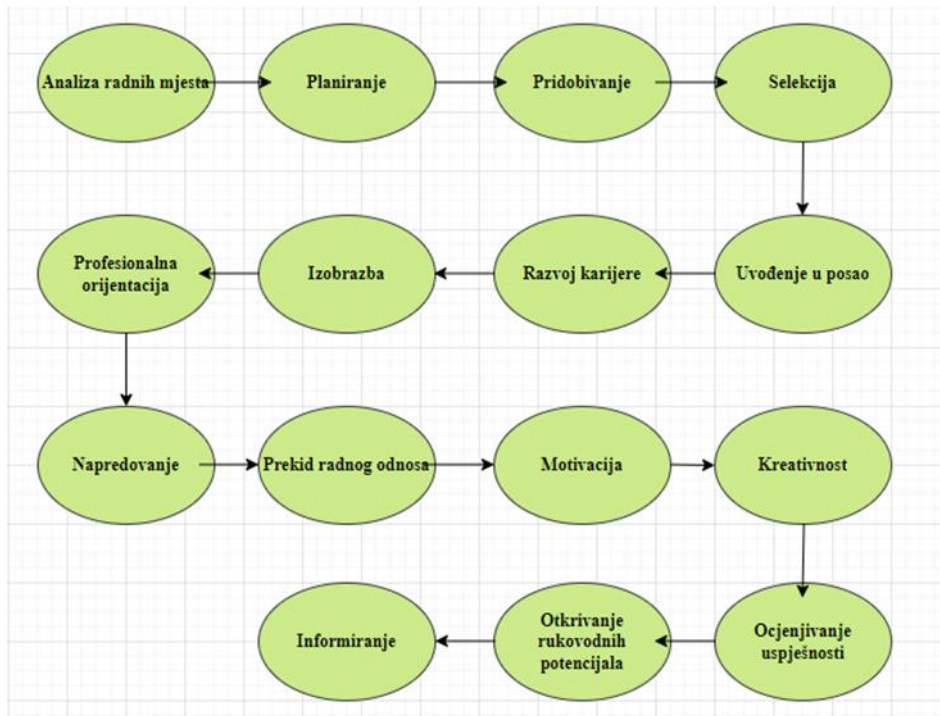 Analiza radnih mjesta
Planiranje
Pridobivanje
Selekcija
Uvođenje u posao
Razvoj karijere
Izobrazba
Profesionalna
orijentacija
Napredovanje
Prekid radnog odnosa
Motivacija
Kreativnost
Ocjenjivanje
uspješnosti
Otkrivanje
rukovodnih
potencijala
Informiranje